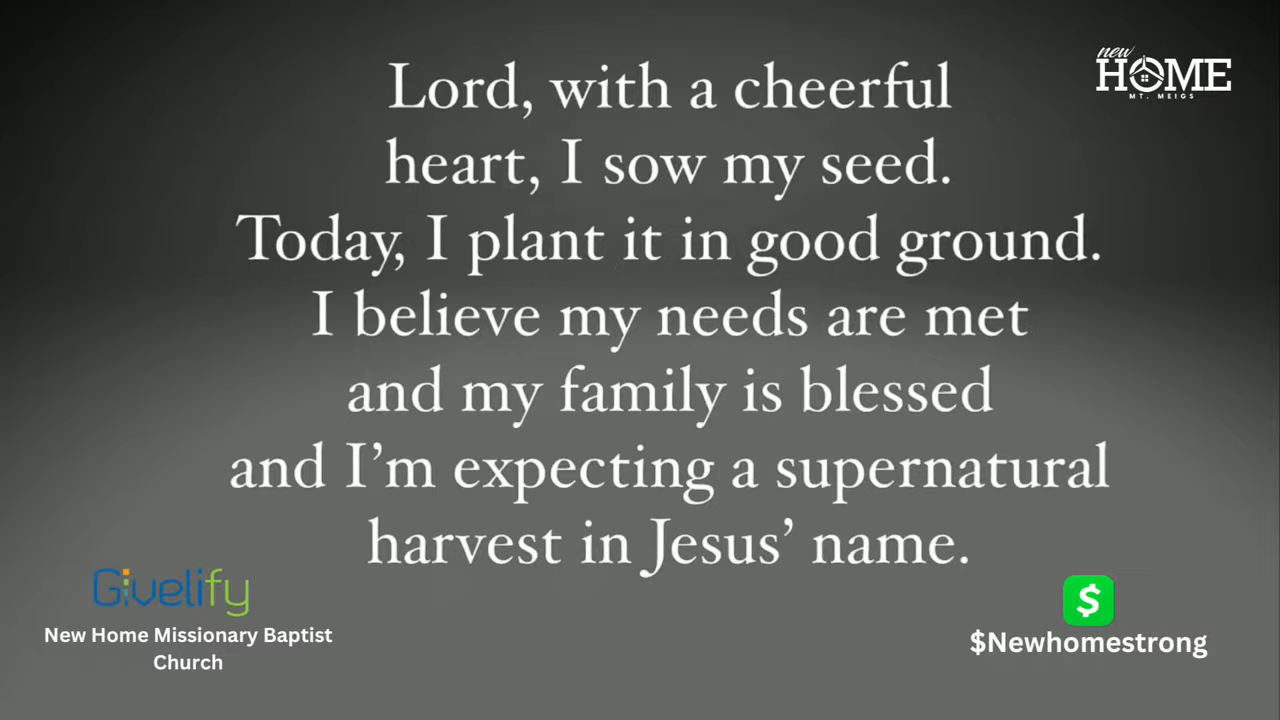 new
HOME
MT. MEIGS
Lord, with a cheerful
heart, I sow my seed.
Today, I plant it in good ground.
I believe my needs are met
and my family is blessed
and I’m expecting a supernatural
harvest in Jesus’ name.
Givelify
New Home Missionary Baptist
Church
$
$Newhomestrong